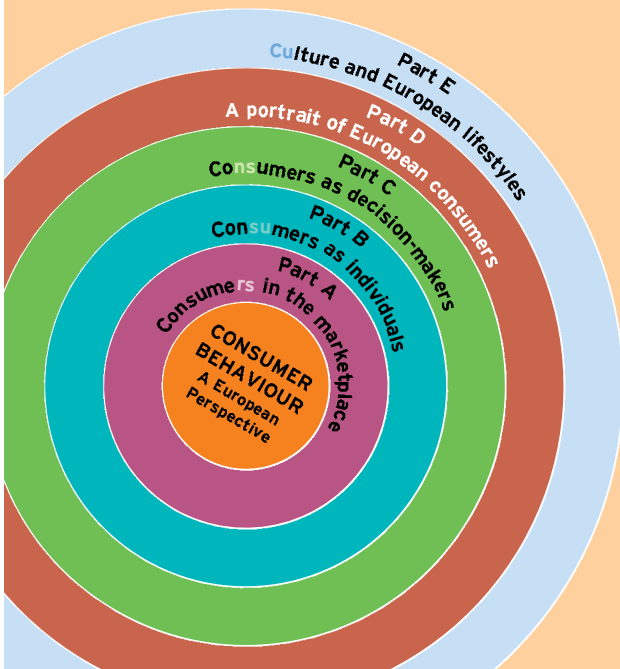 Part E
Culture and European lifestyles
Part D
A portrait of European consumers
Part C
Consumers as decision-makers
Part B
Consumers as individuals
Part A
Consumers in the marketplace
CONSUMER
BEHAVIOUR
A European
Perspective